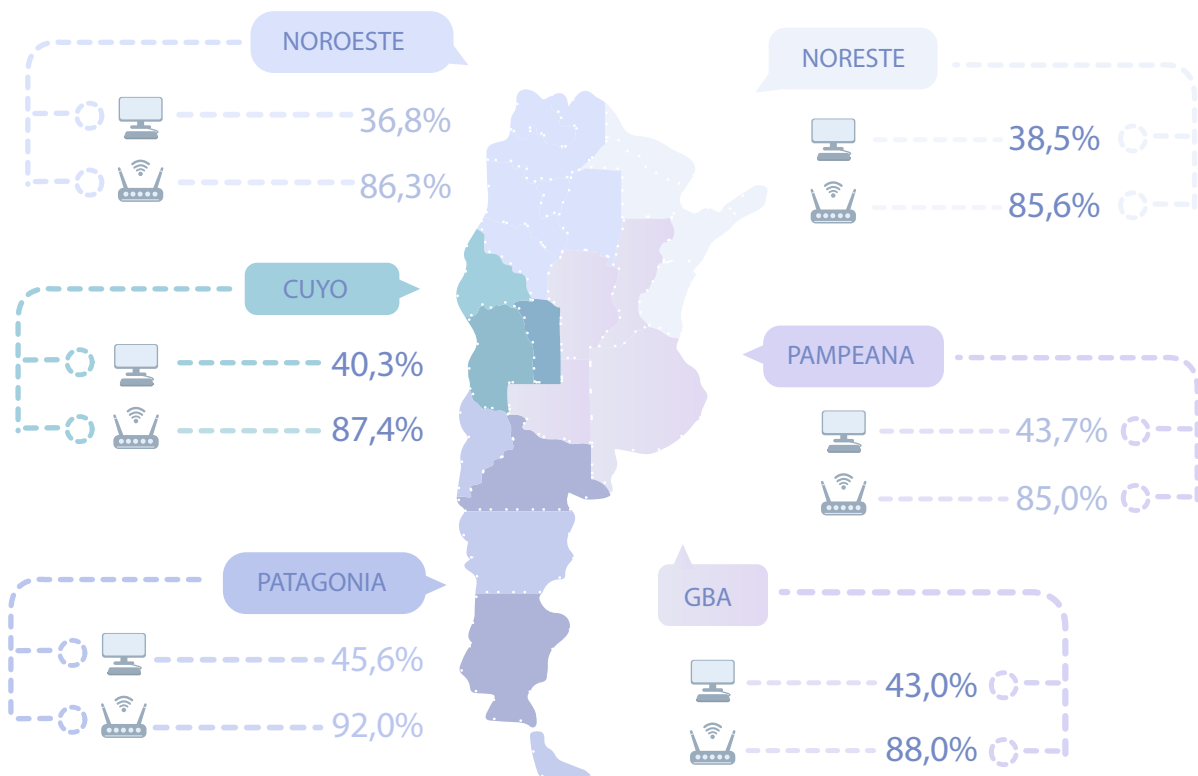 NOROESTE
36,8%
86,3%
NORESTE
38,5%
85,6%
CUYO
40,3%
87,4%
PAMPEANA
43,7%
85,0%
PATAGONIA
45,6%
92,0%
GBA
43,0%
88,0%